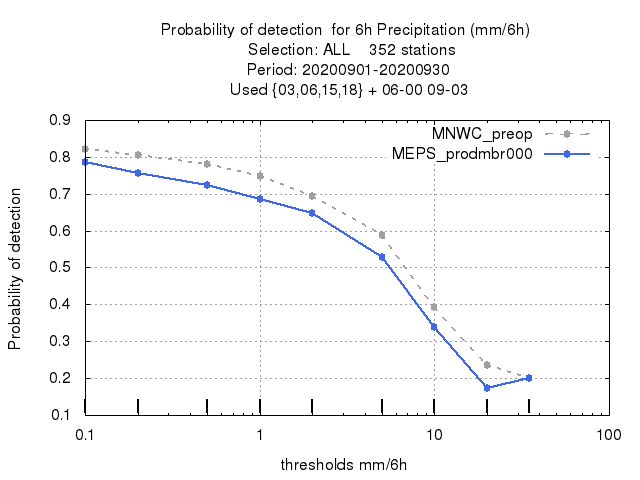 Probability of detection  for 6h Precipitation (mm/6h)
Selection: ALL    352 stations
Period: 20200901-20200930
Used {03,06,15,18} + 06-00 09-03
MNWC_preop
MEPS_prodmbr000
Probability of detection
0.9
0.8
0.7
0.6
0.5
0.4
0.3
0.2
0.1
0.1 1 10 100
thresholds mm/6h